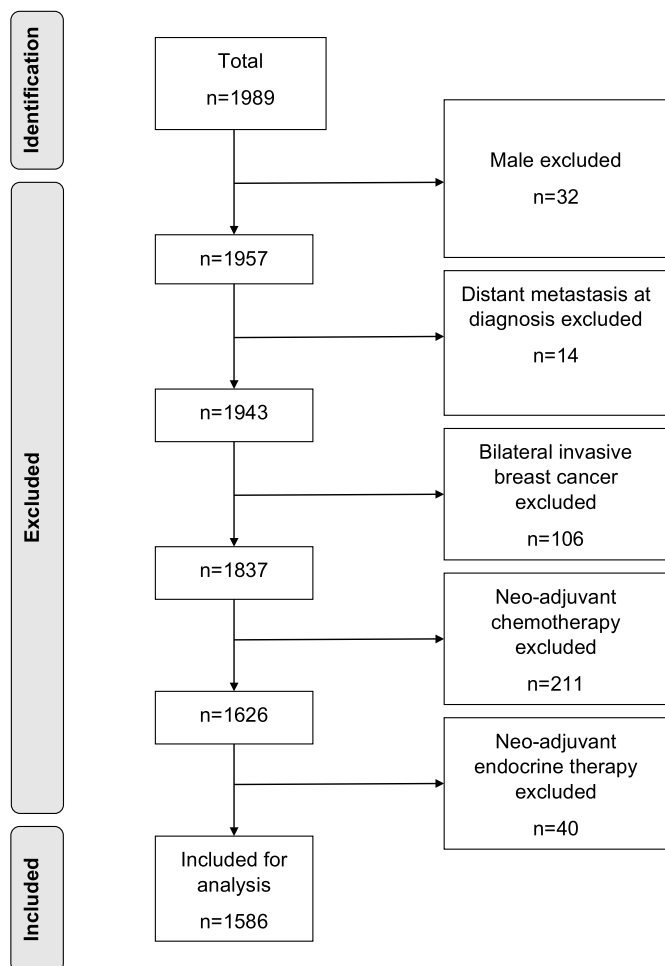 Identification
Total
n=1989
Male excluded
n=32
Excluded
n=1957
Distant metastasis at
diagnosis excluded
n=14
n=1943
Bilateral invasive
breast cancer
excluded
n=106
n=1837
Neo-adjuvant
chemotherapy
excluded
n=211
n=1626
Neo-adjuvant
endocrine therapy
excluded
n=40
Included
Included for
analysis
n=1586